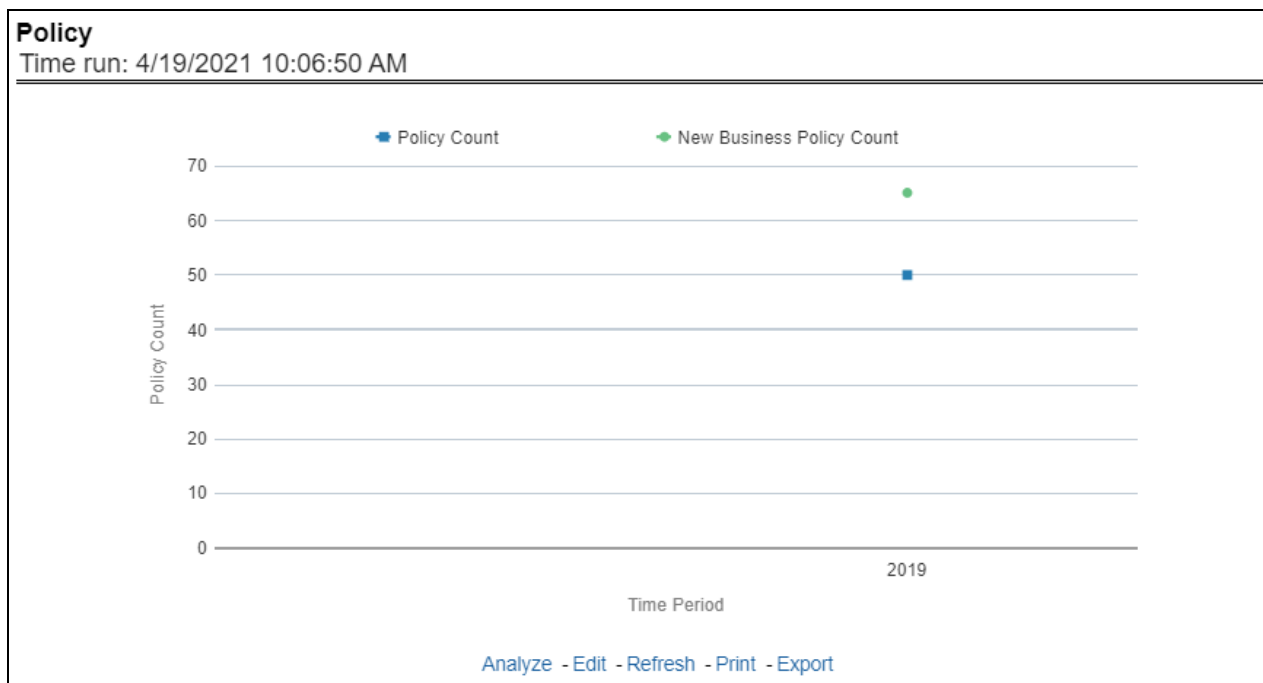 Policy
Time run: 4/19/2021 10:06:50 AM
Policy Count
New Business Policy Count
70
60
50
40
30
20
10
0
Policy Count
2019
Time Period
Analyze - Edit - Refresh - Print - Export